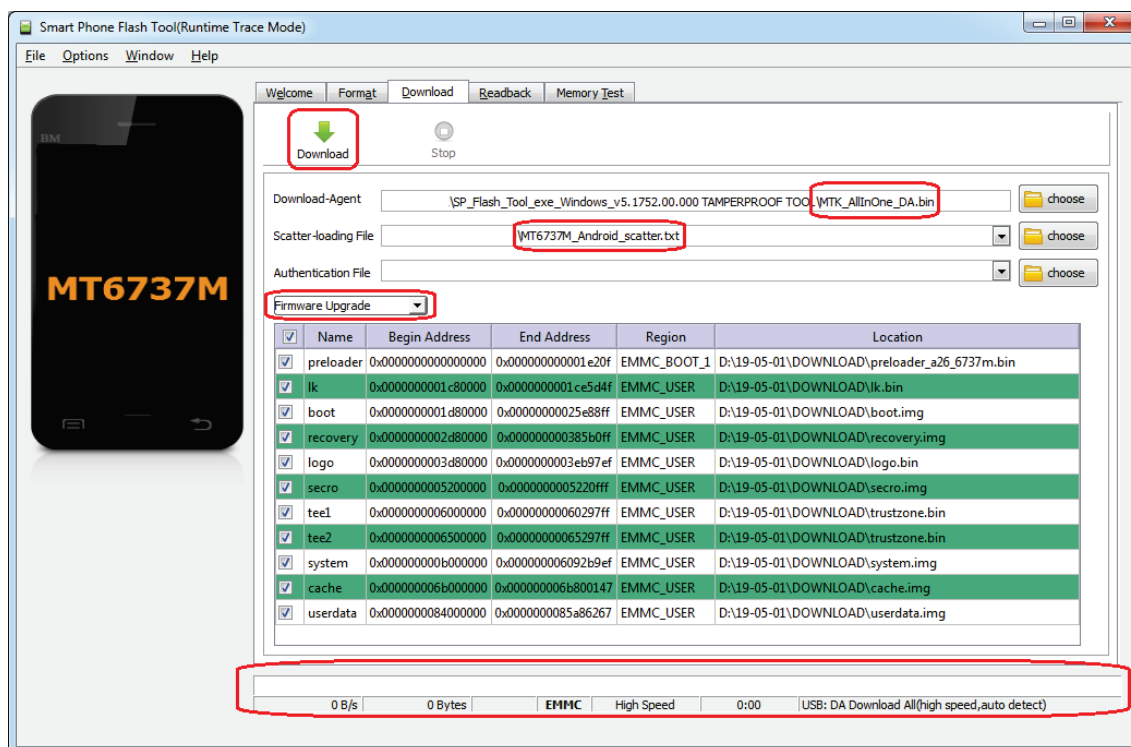 Smart Phone Flash Tool(Runtime Trace Mode)
File Options Window Help
Welcome Format Download Readback Memory Test
BM
Download Stop
Download-Agent \SP_Flash_Tool_exe_Windows_v5.1752.00.000 TAMPERPROOF TOOL\MTK_AllInOne_DA.bin choose
Scatter-loading File \MT6737M_Android_scatter.txt choose
Authentication File choose
MT6737M
Firmware Upgrade
Name Begin Address End Address Region Location
preloader 0x0000000000000000 0x000000000001e20f EMMC_BOOT_1 D:\19-05-01\DOWNLOAD\preloader_a26_6737m.bin
lk 0x0000000001c80000 0x0000000001ce5d4f EMMC_USER D:\19-05-01\DOWNLOAD\lk.bin
boot 0x0000000001d80000 0x00000000025e88ff EMMC_USER D:\19-05-01\DOWNLOAD\boot.img
recovery 0x0000000002d80000 0x000000000385b0ff EMMC_USER D:\19-05-01\DOWNLOAD\recovery.img
logo 0x0000000003d80000 0x0000000003eb97ef EMMC_USER D:\19-05-01\DOWNLOAD\logo.bin
secro 0x0000000005200000 0x0000000005220fff EMMC_USER D:\19-05-01\DOWNLOAD\secro.img
tee1 0x0000000006000000 0x00000000060297ff EMMC_USER D:\19-05-01\DOWNLOAD\trustzone.bin
tee2 0x0000000006500000 0x00000000065297ff EMMC_USER D:\19-05-01\DOWNLOAD\trustzone.bin
system 0x000000000b000000 0x000000006092b9ef EMMC_USER D:\19-05-01\DOWNLOAD\system.img
cache 0x000000006b000000 0x000000006b800147 EMMC_USER D:\19-05-01\DOWNLOAD\cache.img
userdata 0x0000000084000000 0x0000000085a86267 EMMC_USER D:\19-05-01\DOWNLOAD\userdata.img
0 B/s 0 Bytes EMMC High Speed 0:00 USB: DA Download All(high speed,auto detect)